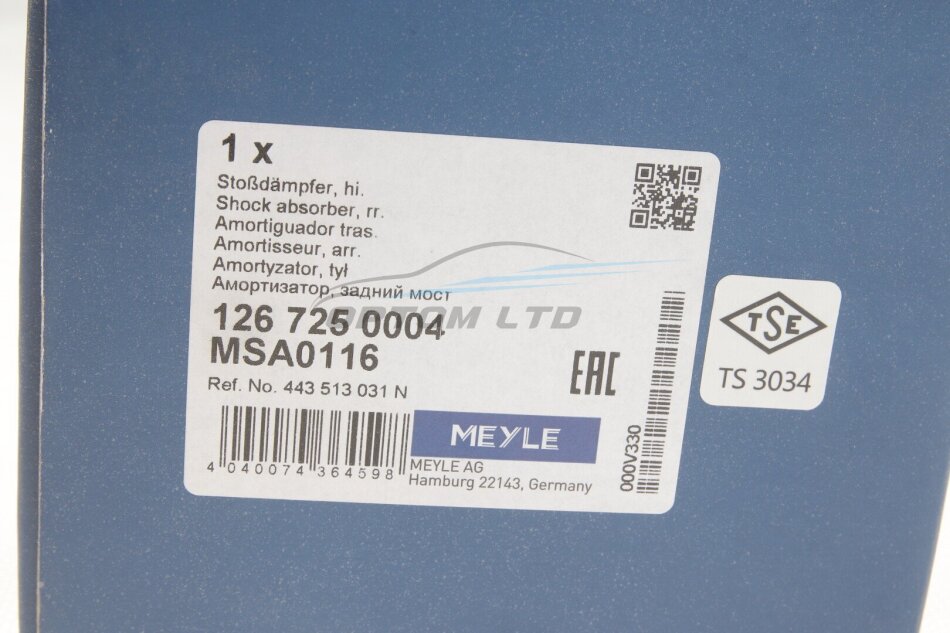 1 x
Stoßdämpfer, hi.
Shock absorber, rr.
Amortiguador tras.
Amortisseur, arr.
Amortyzator, tył
Амортизатор, задний мост
126 725 0004
MSA0116
Ref. No. 443 513 031 N
4 040074 364598
MEYLE
MEYLE AG
Hamburg 22143, Germany
EAC
000V330
TSE
TS 3034
OPTOM LTD